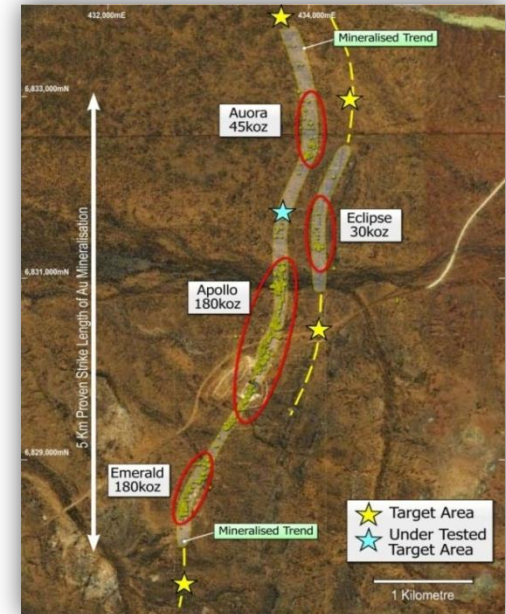 432,000mE
434,000mE
Mineralised Trend
6,833,000mN
Auora
45koz
Eclipse
30koz
6,831,000mN
Apollo
180koz
5 Km Proven Strike Length of Au Mineralisation
6,829,000mN
Emerald
180koz
Target Area
Under Tested
Target Area
Mineralised Trend
1 Kilometre